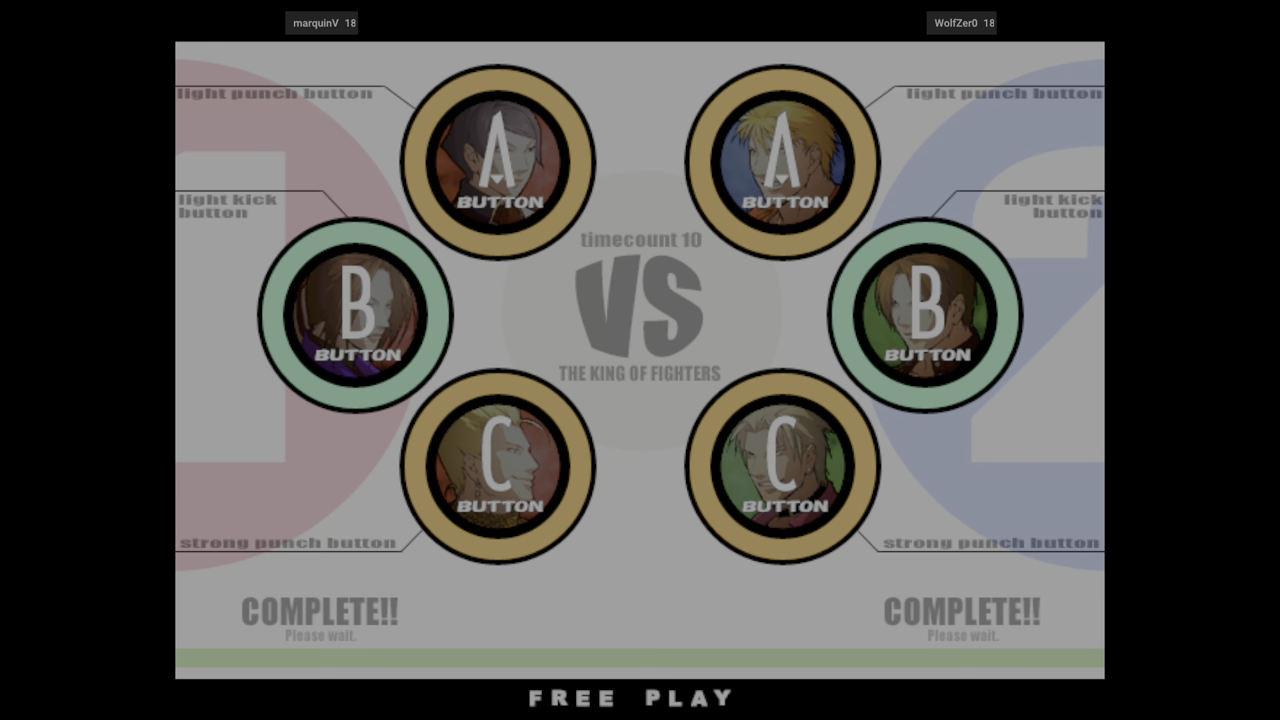 marquinV 18
WolfZer0 18
light punch button
light punch button
A
BUTTON
A
BUTTON
light kick
button
light kick
button
timecount 10
VS
THE KING OF FIGHTERS
B
BUTTON
B
BUTTON
C
BUTTON
C
BUTTON
strong punch button
strong punch button
1
2
COMPLETE!!
Please wait.
COMPLETE!!
Please wait.
FREE PLAY